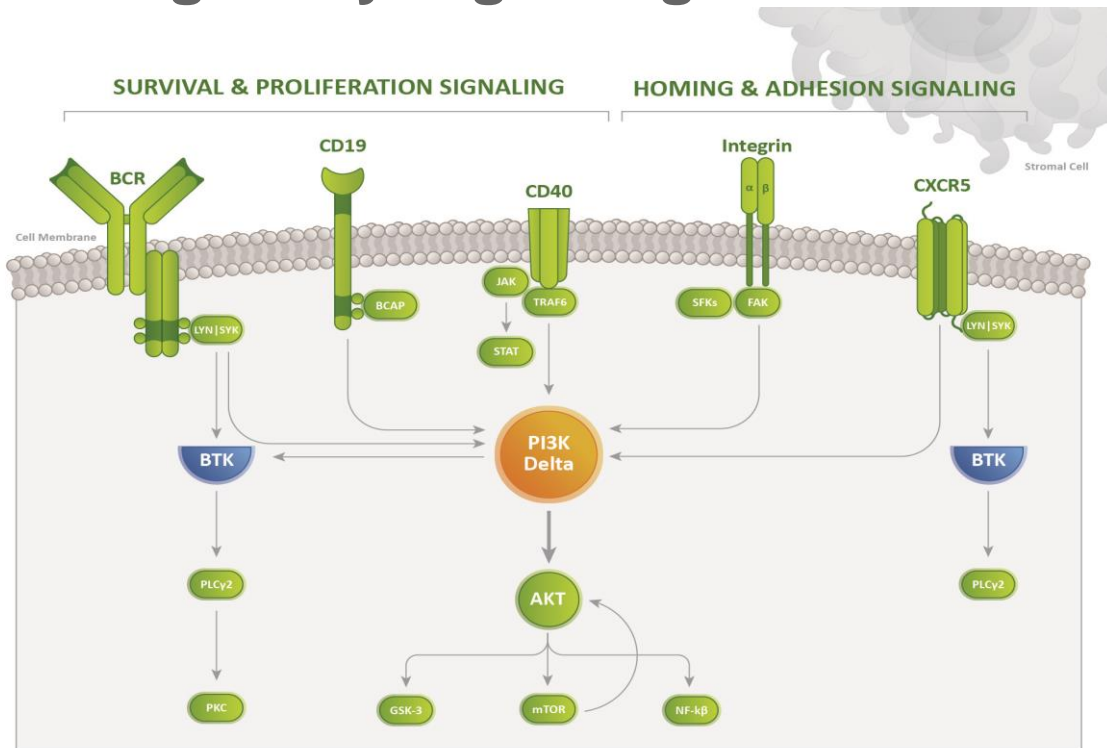 SURVIVAL & PROLIFERATION SIGNALING
HOMING & ADHESION SIGNALING
Stromal Cell
BCR
CD19
CD40
Integrin
α β
CXCR5
Cell Membrane
LYN|SYK
BCAP
JAK
TRAF6
STAT
SFKs
FAK
LYN|SYK
BTK
PI3K
Delta
BTK
PLCγ2
AKT
PLCγ2
PKC
GSK-3
mTOR
NF-kβ